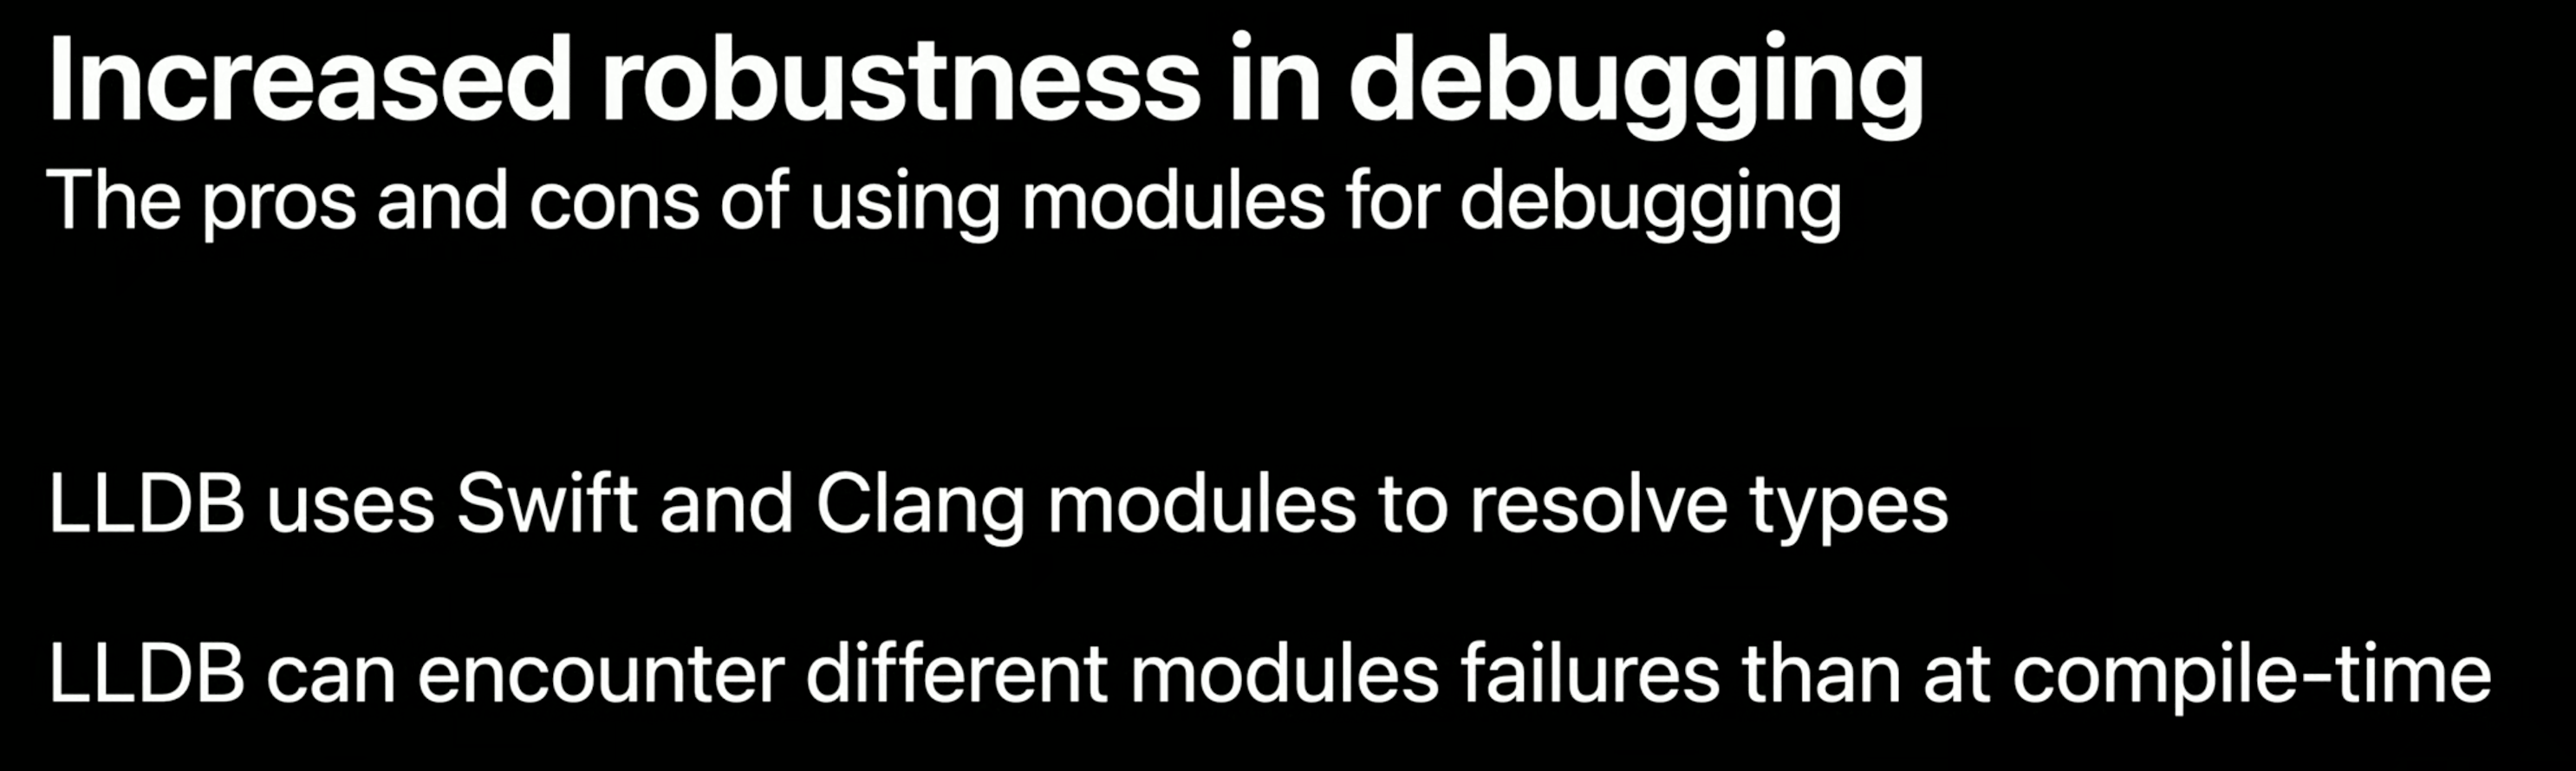 Increased robustness in debugging
The pros and cons of using modules for debugging
LLDB uses Swift and Clang modules to resolve types
LLDB can encounter different modules failures than at compile-time